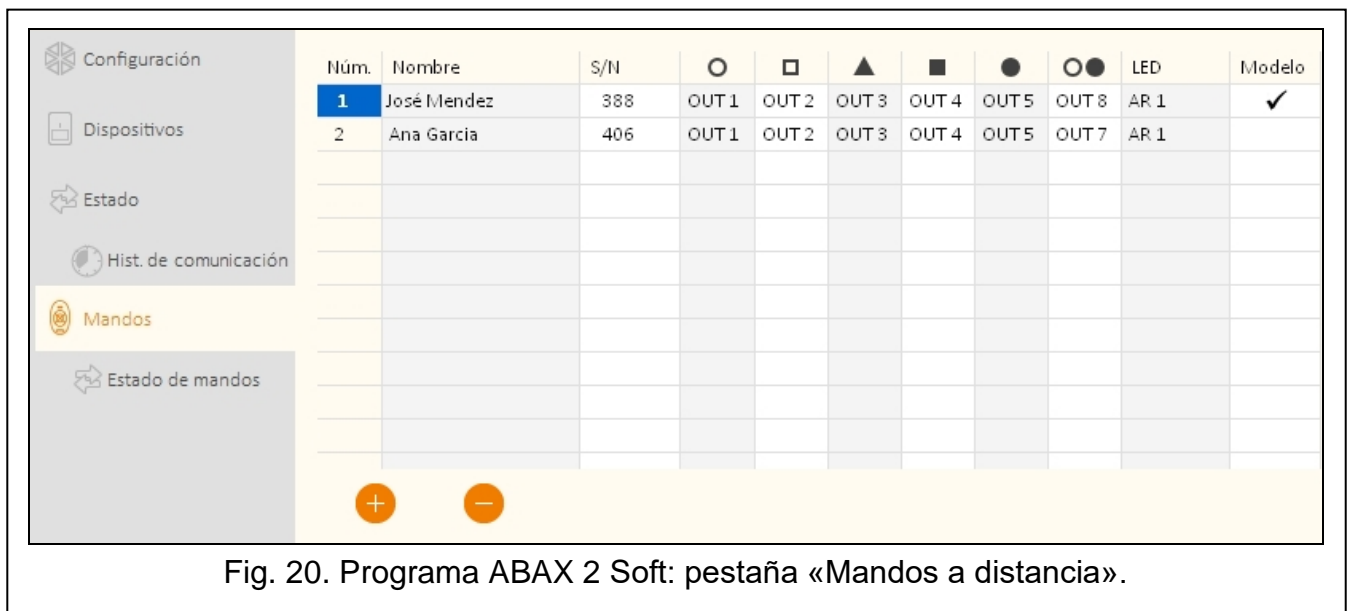 Configuración
Dispositivos
Estado
Hist. de comunicación
Mandos
Estado de mandos
Núm. Nombre S/N ○ □ ▲ ■ ● ○● LED Modelo
1 José Mendez 388 OUT 1 OUT 2 OUT 3 OUT 4 OUT 5 OUT 8 AR 1 ✓
2 Ana Garcia 406 OUT 1 OUT 2 OUT 3 OUT 4 OUT 5 OUT 7 AR 1
Fig. 20. Programa ABAX 2 Soft: pestaña «Mandos a distancia».